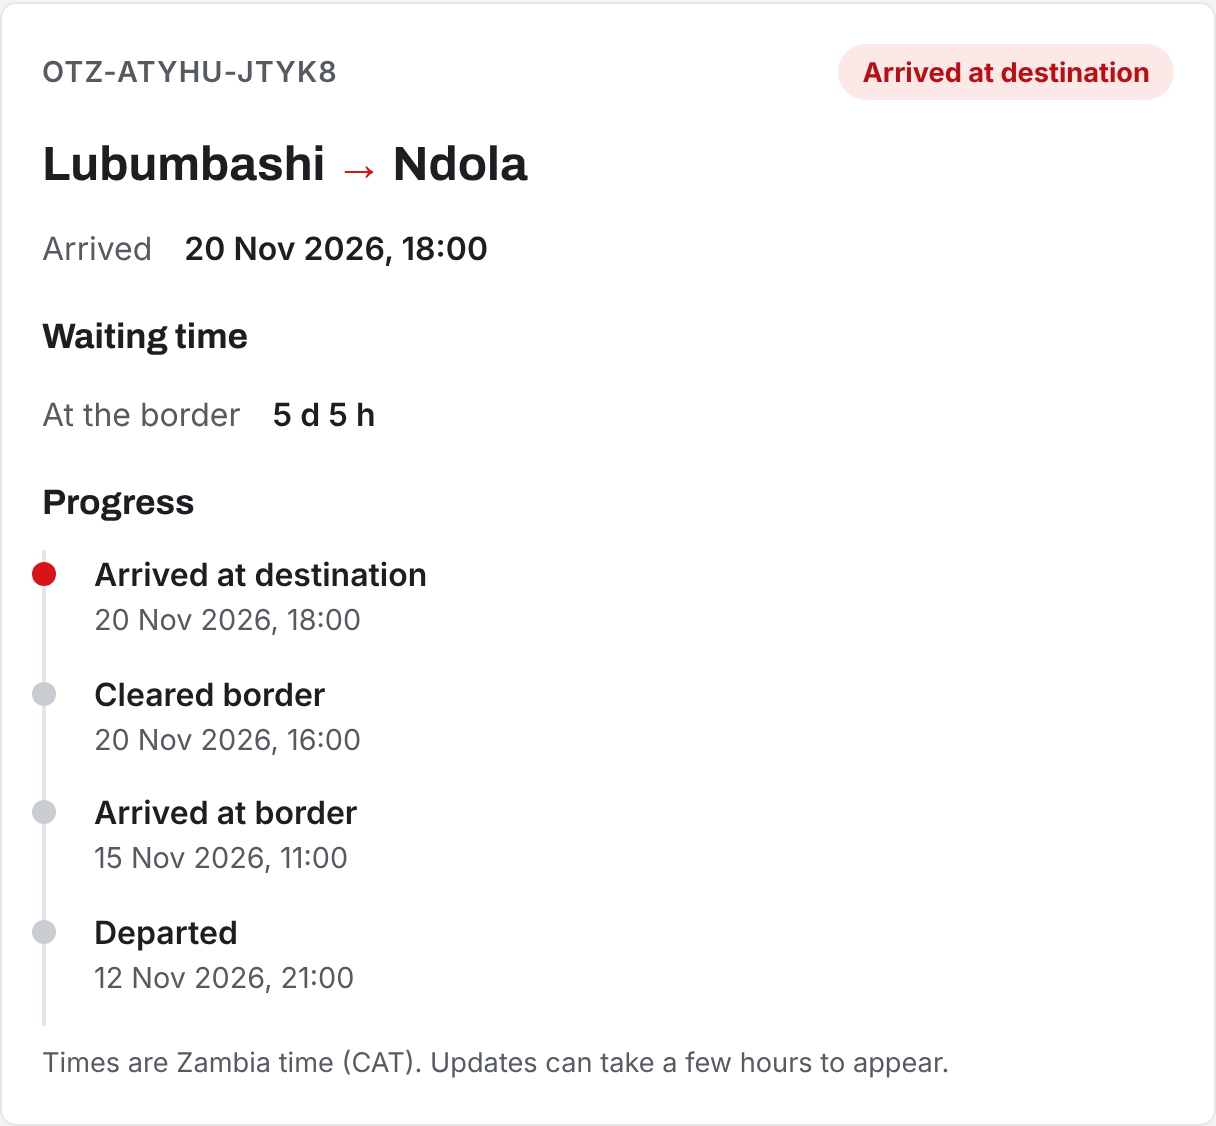 OTZ-ATYHU-JTYK8
Arrived at destination
Lubumbashi → Ndola
Arrived 20 Nov 2026, 18:00
Waiting time
At the border 5 d 5 h
Progress
Arrived at destination
20 Nov 2026, 18:00
Cleared border
20 Nov 2026, 16:00
Arrived at border
15 Nov 2026, 11:00
Departed
12 Nov 2026, 21:00
Times are Zambia time (CAT). Updates can take a few hours to appear.